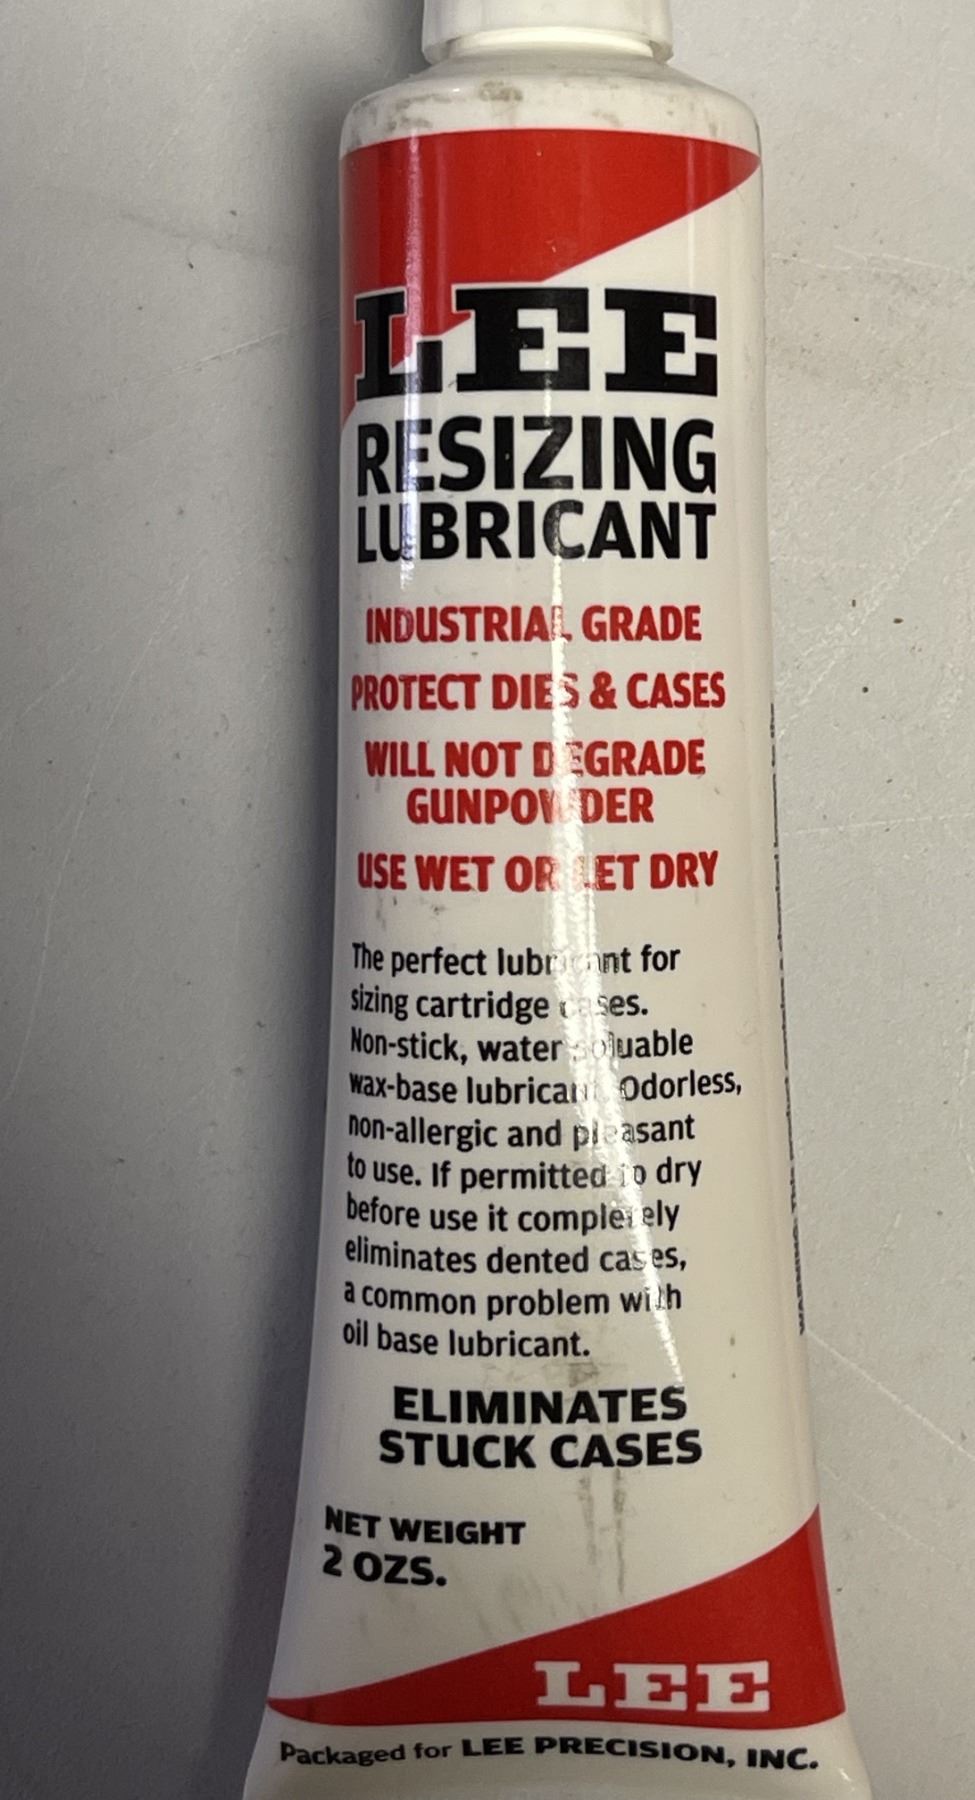 LEE
RESIZING
LUBRICANT
INDUSTRIAL GRADE
PROTECT DIES & CASES
WILL NOT DEGRADE
GUNPOWDER
USE WET OR LET DRY
The perfect lubricant for
sizing cartridge cases.
Non-stick, water soluable
wax-base lubricant. Odorless,
non-allergic and pleasant
to use. If permitted to dry
before use it completely
eliminates dented cases,
a common problem with
oil base lubricant.
ELIMINATES
STUCK CASES
NET WEIGHT
2 OZS.
LEE
Packaged for LEE PRECISION, INC.